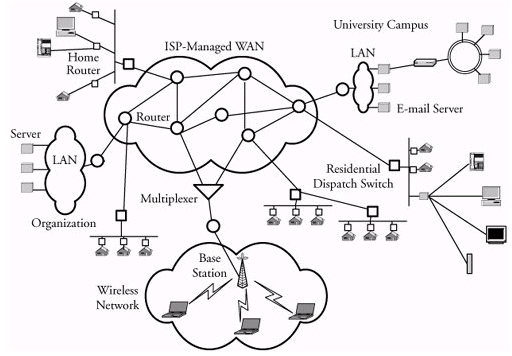 University Campus
ISP-Managed WAN
LAN
Home
Router
E-mail Server
Router
Server
LAN
Residential
Dispatch Switch
Multiplexer
Organization
Base
Station
Wireless
Network